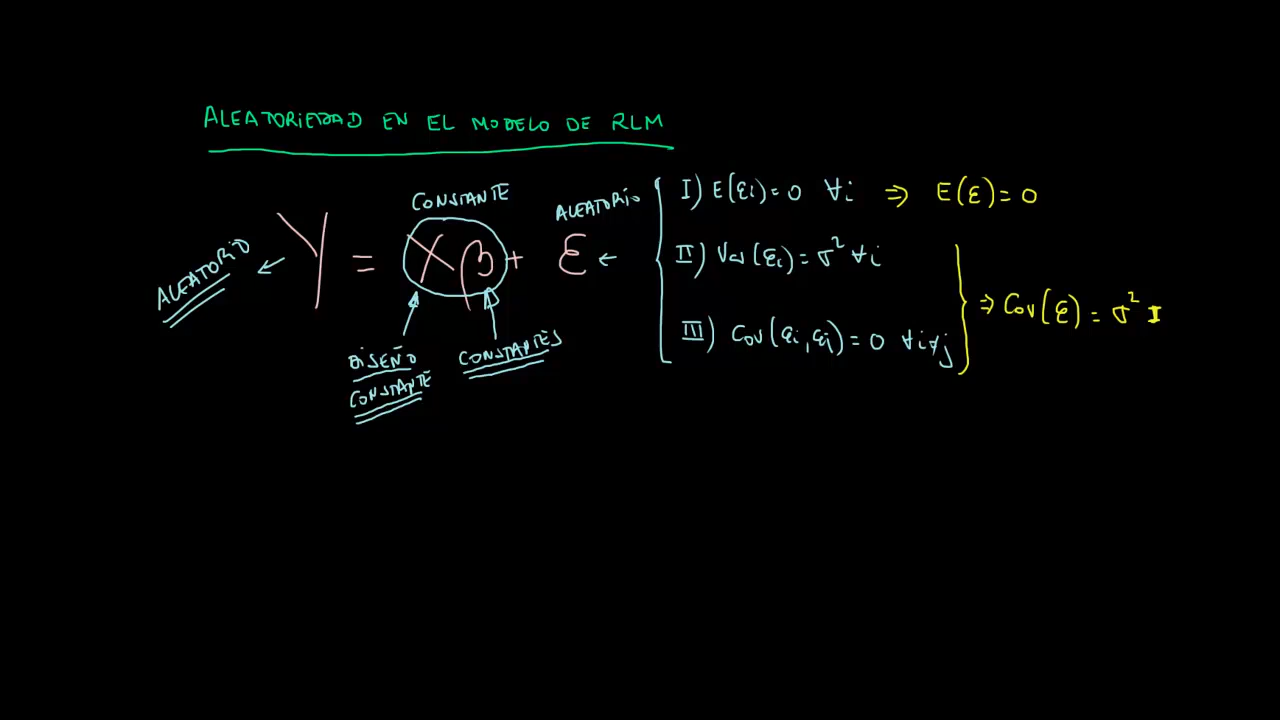 ALEATORIEDAD EN EL MODELO DE RLM
CONSTANTE
ALEATORIO
ALEATORIO ← Y = Xβ + ε ←
DISEÑO CONSTANTE
CONSTANTES
I) E(εi) = 0 ∀i ⇒ E(ε) = 0
II) Var(εi) = σ² ∀i
III) Cov(εi, εj) = 0 ∀i∀j
⇒ Cov(ε) = σ² I